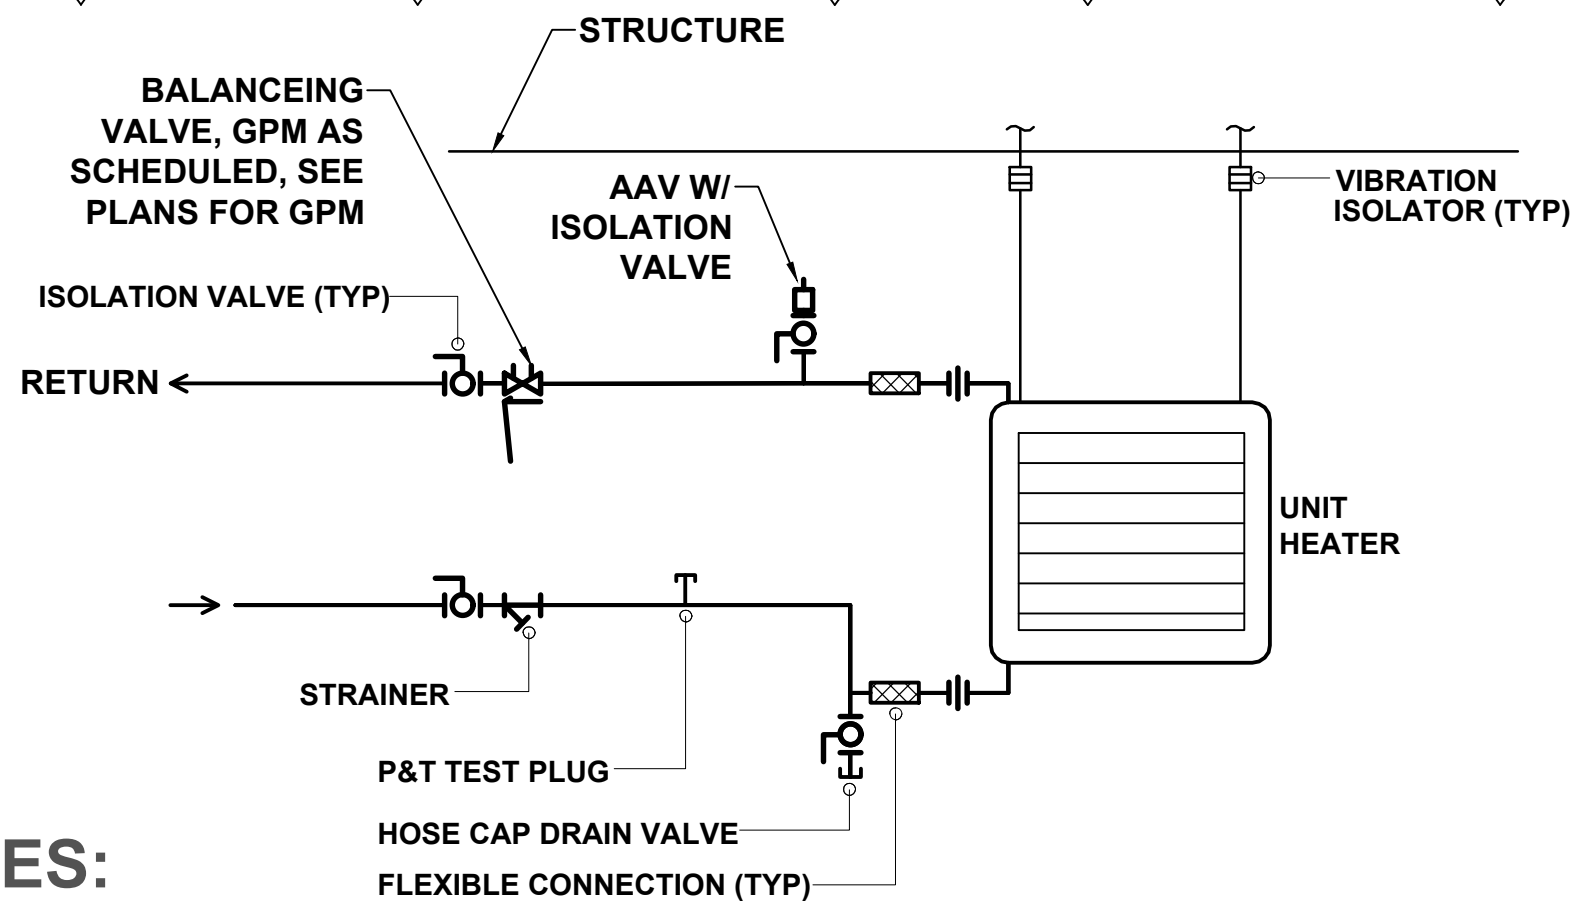 STRUCTURE
BALANCEING
VALVE, GPM AS
SCHEDULED, SEE
PLANS FOR GPM
AAV W/
ISOLATION
VALVE
VIBRATION
ISOLATOR (TYP)
ISOLATION VALVE (TYP)
RETURN
UNIT
HEATER
STRAINER
P&T TEST PLUG
HOSE CAP DRAIN VALVE
FLEXIBLE CONNECTION (TYP)
ES: